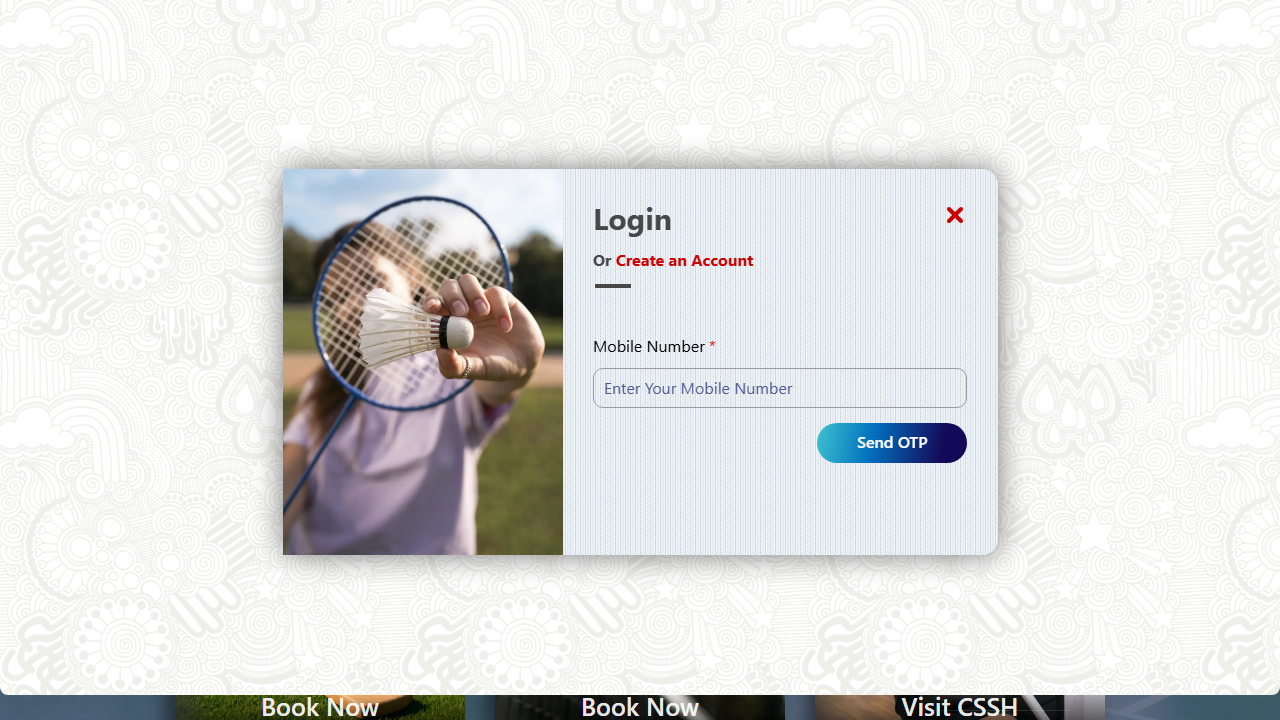 Login
Or Create an Account
Mobile Number *
Enter Your Mobile Number
Send OTP
Book Now
Book Now
Visit CSSH